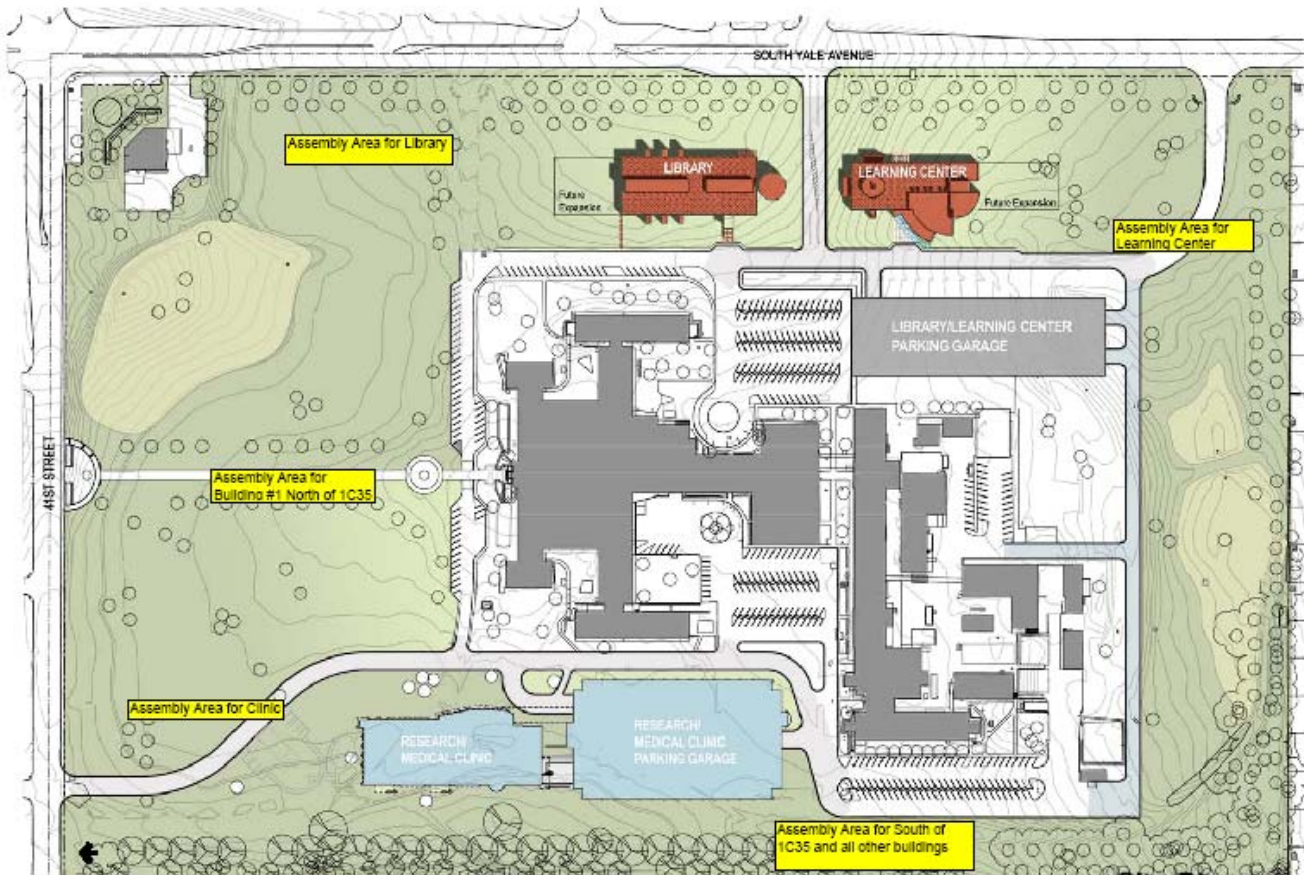 SOUTH YALE AVENUE
Assembly Area for Library
LIBRARY
LEARNING CENTER
Future
Expansion
Future Expansion
Assembly Area for
Learning Center
LIBRARY/LEARNING CENTER
PARKING GARAGE
41ST STREET
Assembly Area for
Building #1 North of 1C35
Assembly Area for Clinic
RESEARCH/
MEDICAL CLINIC
RESEARCH/
MEDICAL CLINIC
PARKING GARAGE
Assembly Area for South of
1C35 and all other buildings